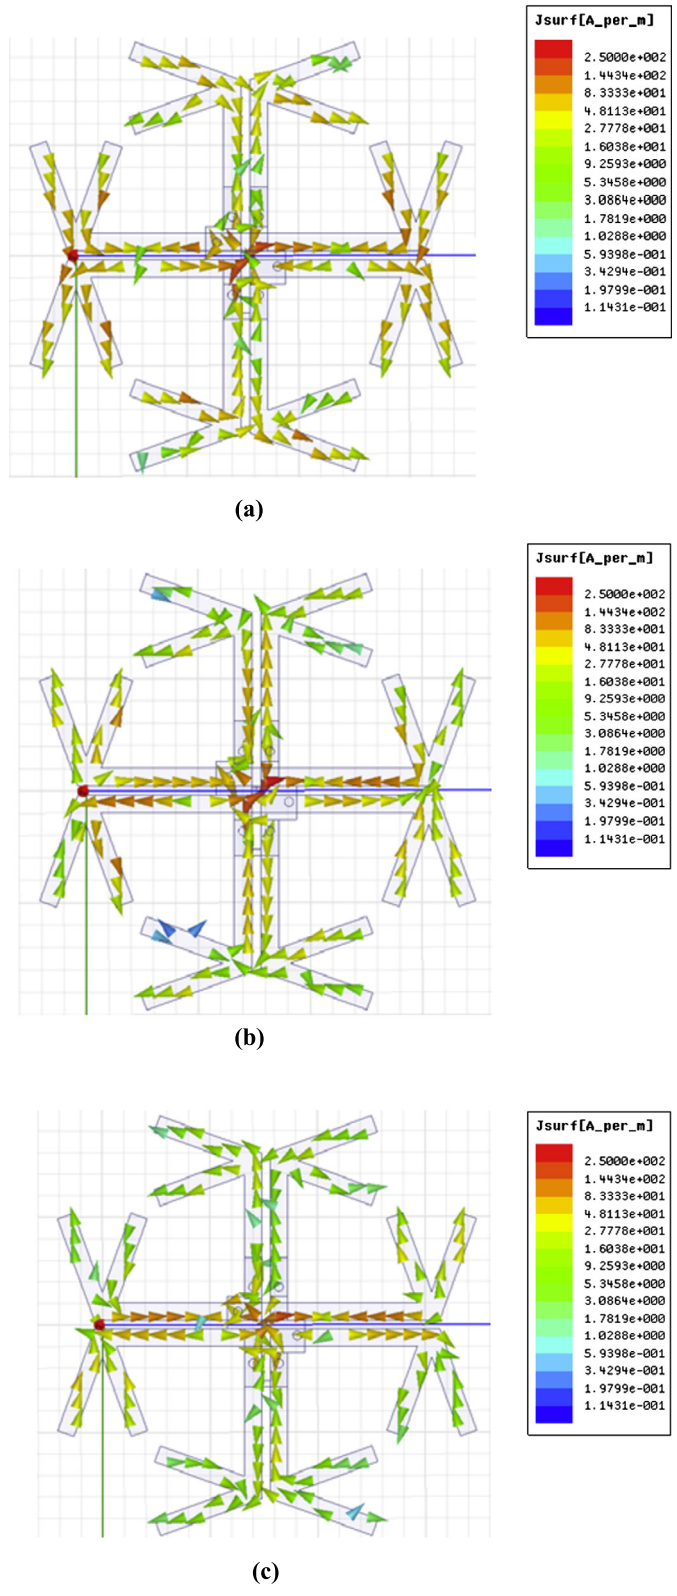 Jsurf[A_per_m]
2.5000e+002
1.4434e+002
8.3333e+001
4.8113e+001
2.7778e+001
1.6038e+001
9.2593e+000
5.3458e+000
3.0864e+000
1.7819e+000
1.0288e+000
5.9398e-001
3.4294e-001
1.9799e-001
1.1431e-001
(a)
Jsurf[A_per_m]
2.5000e+002
1.4434e+002
8.3333e+001
4.8113e+001
2.7778e+001
1.6038e+001
9.2593e+000
5.3458e+000
3.0864e+000
1.7819e+000
1.0288e+000
5.9398e-001
3.4294e-001
1.9799e-001
1.1431e-001
(b)
Jsurf[A_per_m]
2.5000e+002
1.4434e+002
8.3333e+001
4.8113e+001
2.7778e+001
1.6038e+001
9.2593e+000
5.3458e+000
3.0864e+000
1.7819e+000
1.0288e+000
5.9398e-001
3.4294e-001
1.9799e-001
1.1431e-001
(c)